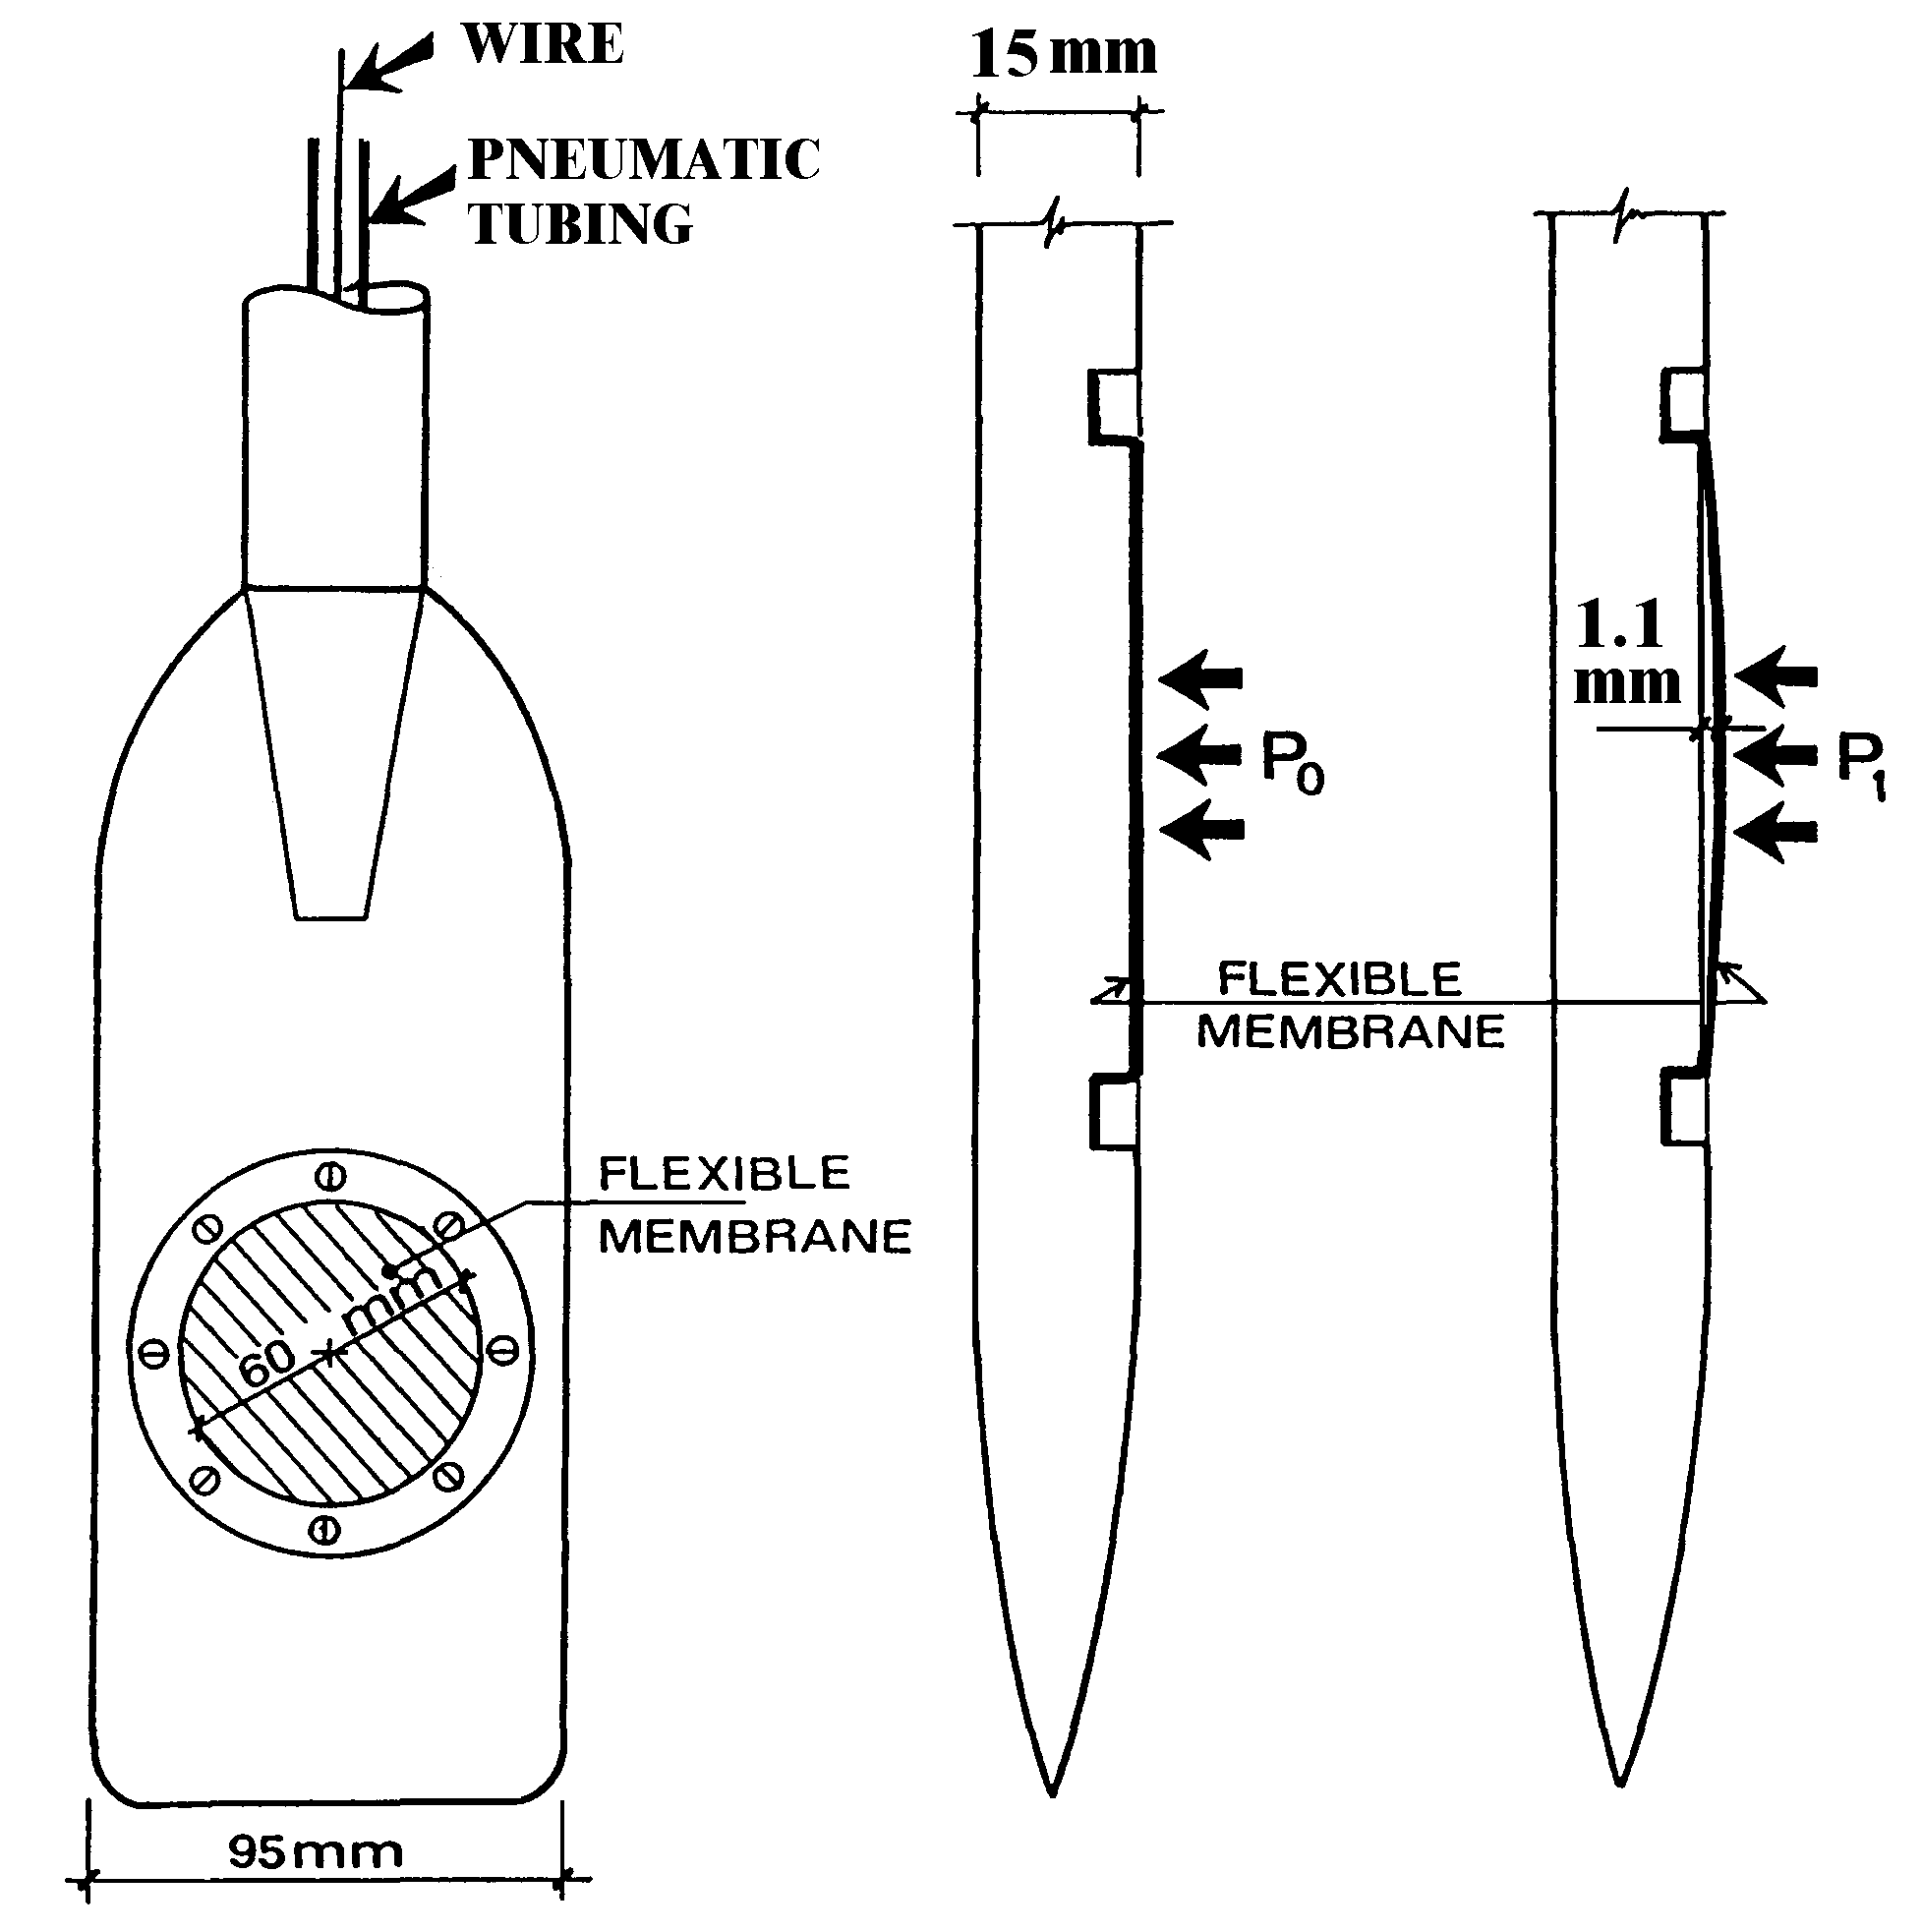 WIRE
PNEUMATIC
TUBING
15 mm
1.1
mm
P0
P1
FLEXIBLE
MEMBRANE
FLEXIBLE
MEMBRANE
60 mm
95mm